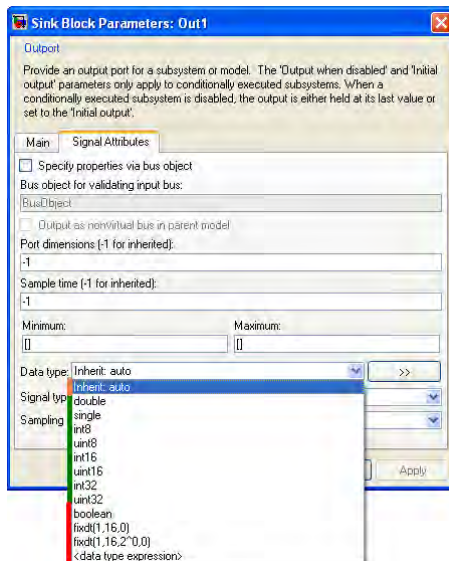 Sink Block Parameters: Out1
Outport
Provide an output port for a subsystem or model. The 'Output when disabled' and 'Initial
output' parameters only apply to conditionally executed subsystems. When a
conditionally executed subsystem is disabled, the output is either held at its last value or
set to the 'Initial output'.
Main Signal Attributes
Specify properties via bus object
Bus object for validating input bus:
BusObject
Output as nonvirtual bus in parent model
Port dimensions (-1 for inherited):
-1
Sample time (-1 for inherited):
-1
Minimum: Maximum:
[] []
Data type: Inherit: auto >>
Inherit: auto
double
Signal typ
single
Sampling
int8
uint8
int16
uint16
int32
Apply
uint32
boolean
fixdt(1,16,0)
fixdt(1,16,2^0,0)
<data type expression>